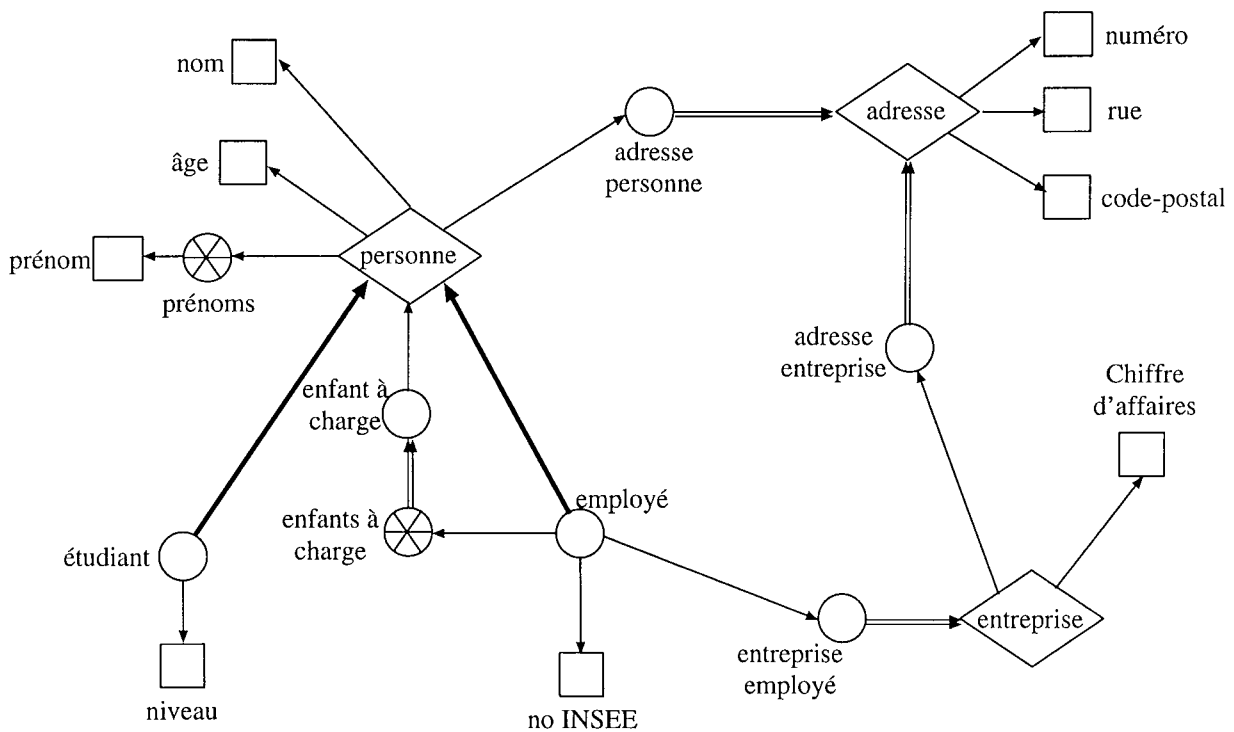 nom
numéro
adresse
rue
âge
adresse
personne
code-postal
prénom
personne
prénoms
adresse
entreprise
enfant à
charge
Chiffre
d'affaires
employé
enfants à
charge
étudiant
entreprise
entreprise
employé
niveau
no INSEE